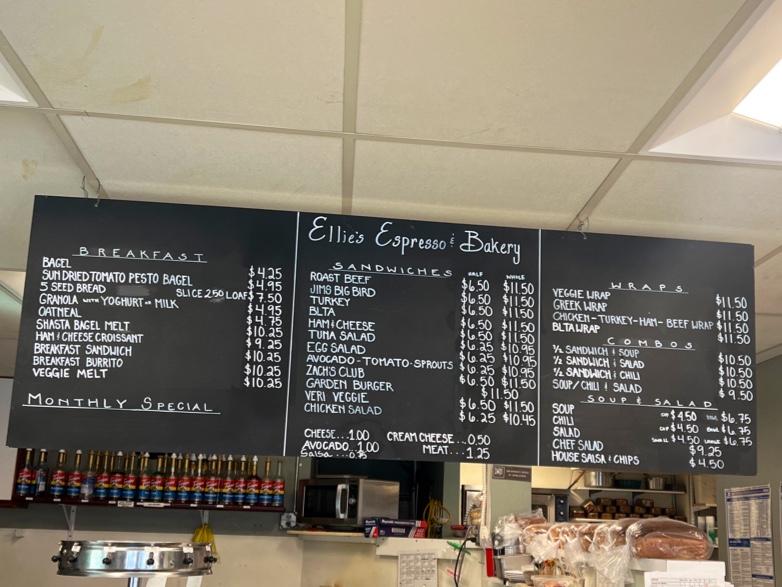 Ellie's Espresso & Bakery
BREAKFAST
BAGEL $4.25
SUNDRIED TOMATO PESTO BAGEL $4.95
5 SEED BREAD SLICE 2.50 LOAF $7.50
GRANOLA WITH YOGHURT OR MILK $4.95
OATMEAL $4.75
SHASTA BAGEL MELT $10.25
HAM & CHEESE CROISSANT $9.25
BREAKFAST SANDWICH $10.25
BREAKFAST BURRITO $10.25
VEGGIE MELT $10.25
MONTHLY SPECIAL
SANDWICHES HALF WHOLE
ROAST BEEF $6.50 $11.50
JIMS BIG BIRD $6.50 $11.50
TURKEY $6.50 $11.50
BLTA $6.50 $11.50
HAM & CHEESE $6.50 $11.50
TUNA SALAD $6.25 $10.95
EGG SALAD $6.25 $10.95
AVOCADO-TOMATO-SPROUTS $6.25 $10.95
ZACH'S CLUB $6.50 $11.50
GARDEN BURGER $11.50
VERI VEGGIE $6.50 $11.50
CHICKEN SALAD $6.25 $10.45
CHEESE...1.00 CREAM CHEESE...0.50
AVOCADO..1.00 MEAT...1.25
Salsa...0.75
WRAPS
VEGGIE WRAP $11.50
GREEK WRAP $11.50
CHICKEN-TURKEY-HAM-BEEF WRAP $11.50
BLTA WRAP $11.50
COMBOS
½ SANDWICH & SOUP $10.50
½ SANDWICH & SALAD $10.50
½ SANDWICH & CHILI $10.50
SOUP/CHILI & SALAD $9.50
SOUP & SALAD
SOUP CUP $4.50 BOWL $6.75
CHILI CUP $4.50 BOWL $6.75
SALAD SMALL $4.50 LARGE $6.75
CHEF SALAD $9.25
HOUSE SALSA & CHIPS $4.50